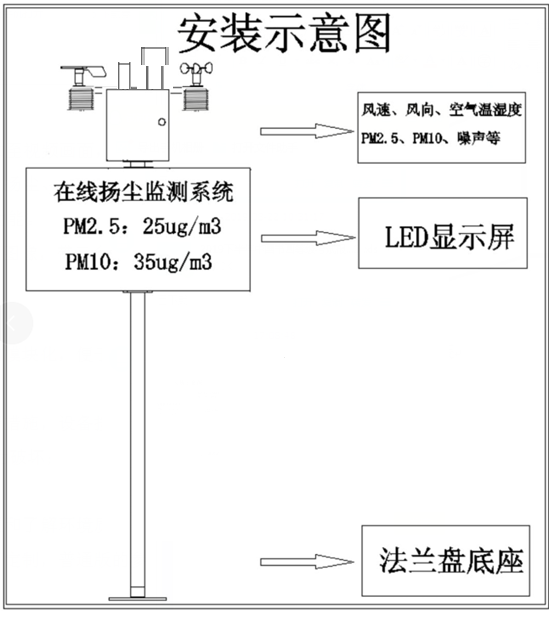 安装示意图
风速、风向、空气温湿度
PM2.5、PM10、噪声等
在线扬尘监测系统
PM2.5：25ug/m3
PM10：35ug/m3
LED显示屏
法兰盘底座